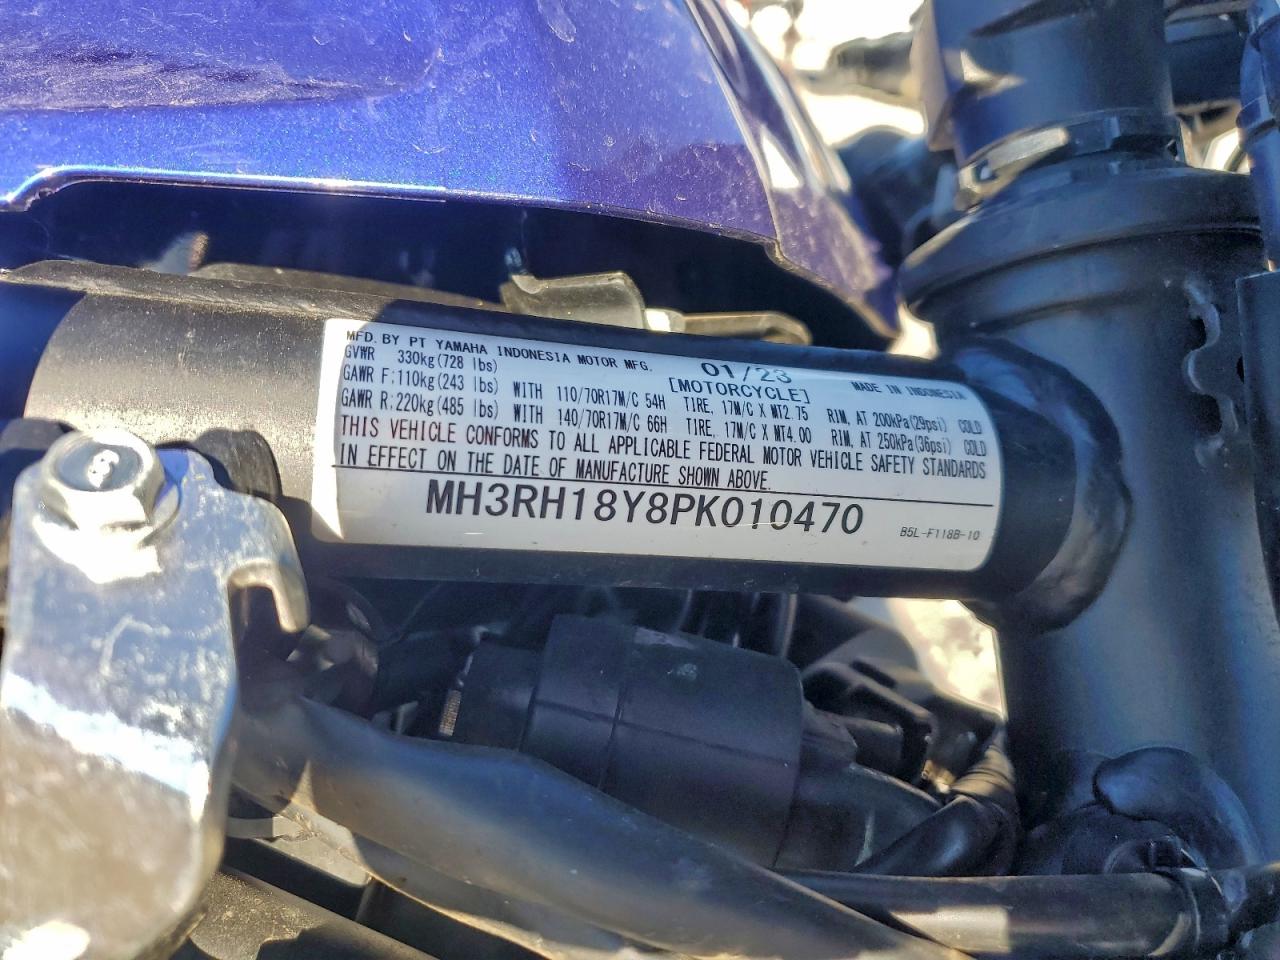 MFD. BY PT YAMAHA INDONESIA MOTOR MFG. 01/23 MADE IN INDONESIA
GVWR 330kg(728 lbs) [MOTORCYCLE]
GAWR F:110kg(243 lbs) WITH 110/70R17M/C 54H TIRE, 17M/C X MT2.75 RIM, AT 200kPa(29psi) COLD
GAWR R:220kg(485 lbs) WITH 140/70R17M/C 66H TIRE, 17M/C X MT4.00 RIM, AT 250kPa(36psi) COLD
THIS VEHICLE CONFORMS TO ALL APPLICABLE FEDERAL MOTOR VEHICLE SAFETY STANDARDS
IN EFFECT ON THE DATE OF MANUFACTURE SHOWN ABOVE.
MH3RH18Y8PK010470 B5L-F118B-10